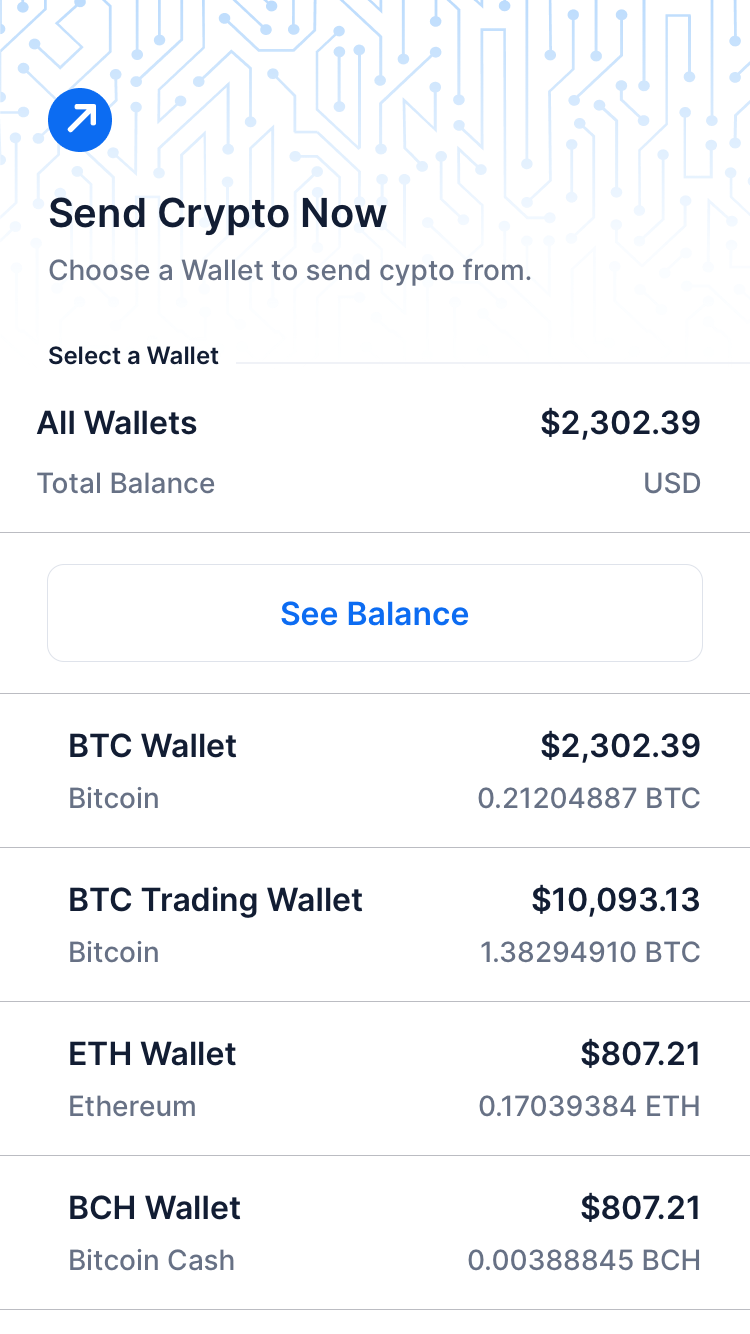 Send Crypto Now
Choose a Wallet to send cypto from.
Select a Wallet
All Wallets $2,302.39
Total Balance USD
See Balance
BTC Wallet $2,302.39
Bitcoin 0.21204887 BTC
BTC Trading Wallet $10,093.13
Bitcoin 1.38294910 BTC
ETH Wallet $807.21
Ethereum 0.17039384 ETH
BCH Wallet $807.21
Bitcoin Cash 0.00388845 BCH